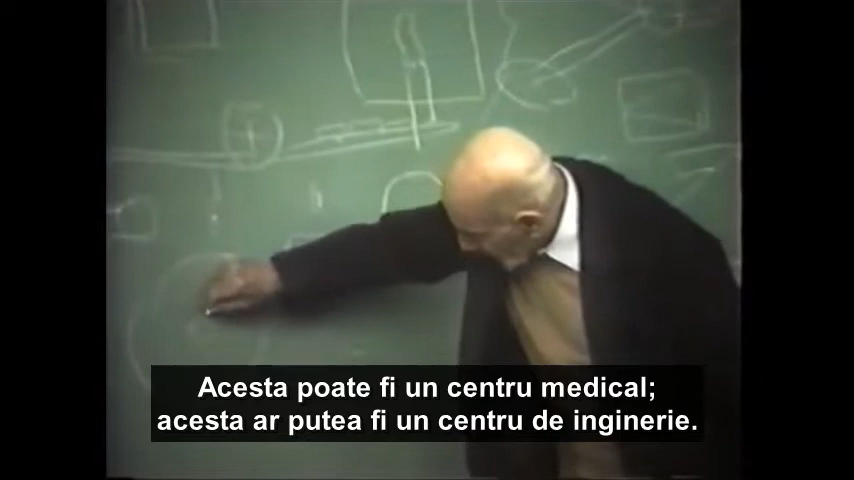 Acesta poate fi un centru medical;
acesta ar putea fi un centru de inginerie.